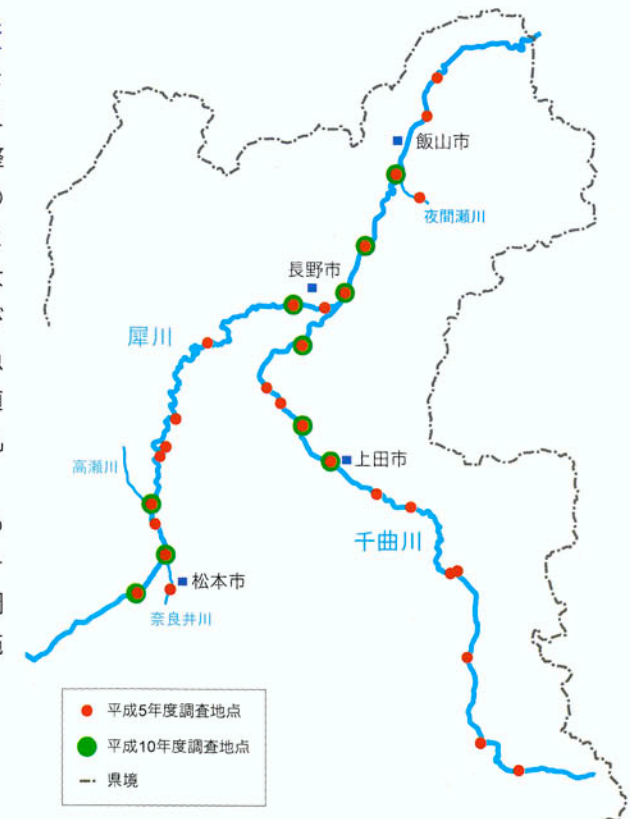 飯山市
夜間瀬川
長野市
犀川
高瀬川
上田市
千曲川
松本市
奈良井川
平成5年度調査地点
平成10年度調査地点
県境